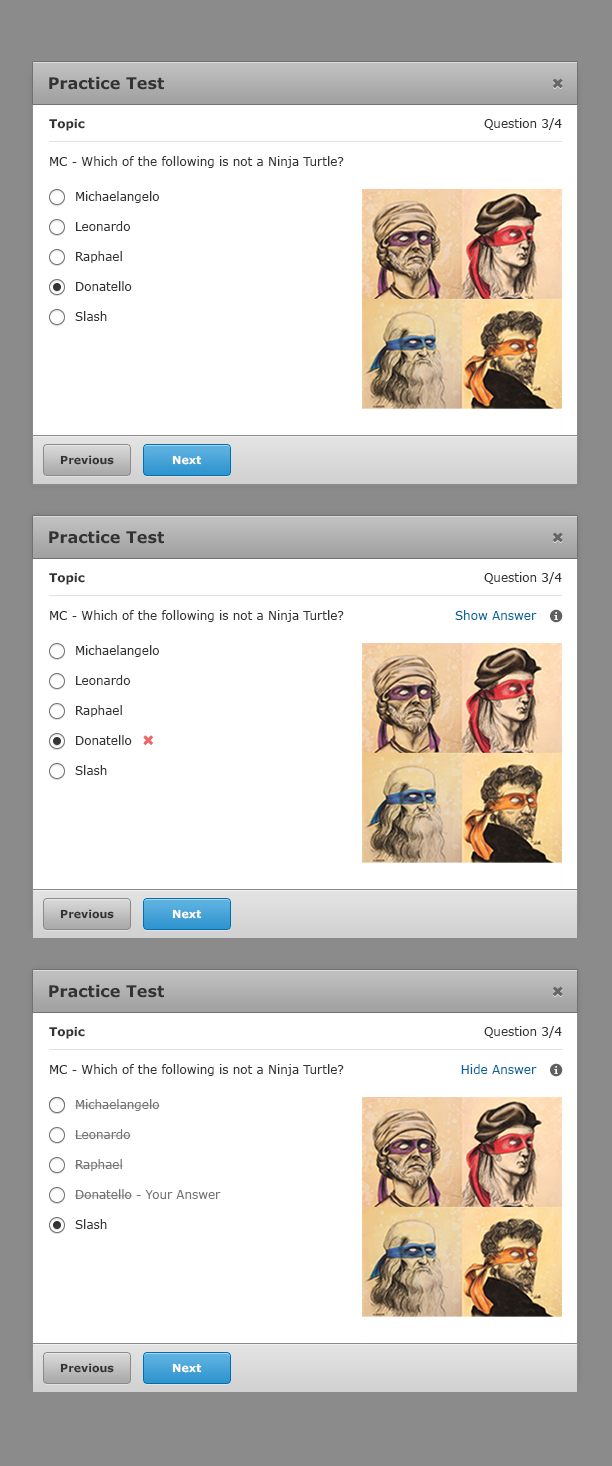 Practice Test
Topic Question 3/4
MC - Which of the following is not a Ninja Turtle?
Michaelangelo
Leonardo
Raphael
Donatello
Slash
Previous Next
Practice Test
Topic Question 3/4
MC - Which of the following is not a Ninja Turtle? Show Answer
Michaelangelo
Leonardo
Raphael
Donatello
Slash
Previous Next
Practice Test
Topic Question 3/4
MC - Which of the following is not a Ninja Turtle? Hide Answer
Michaelangelo
Leonardo
Raphael
Donatello - Your Answer
Slash
Previous Next